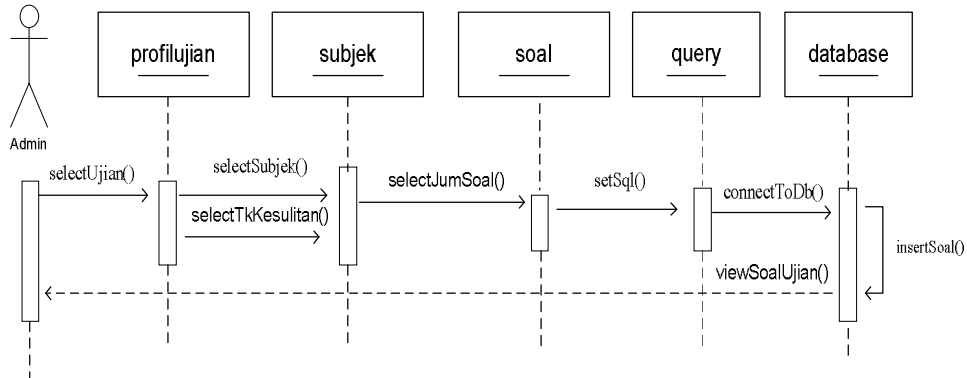 profilujian
subjek
soal
query
database
Admin
selectUjian()
selectSubjek()
selectJumSoal()
setSql()
connectToDb()
selectTkKesulitan()
insertSoal()
viewSoalUjian()